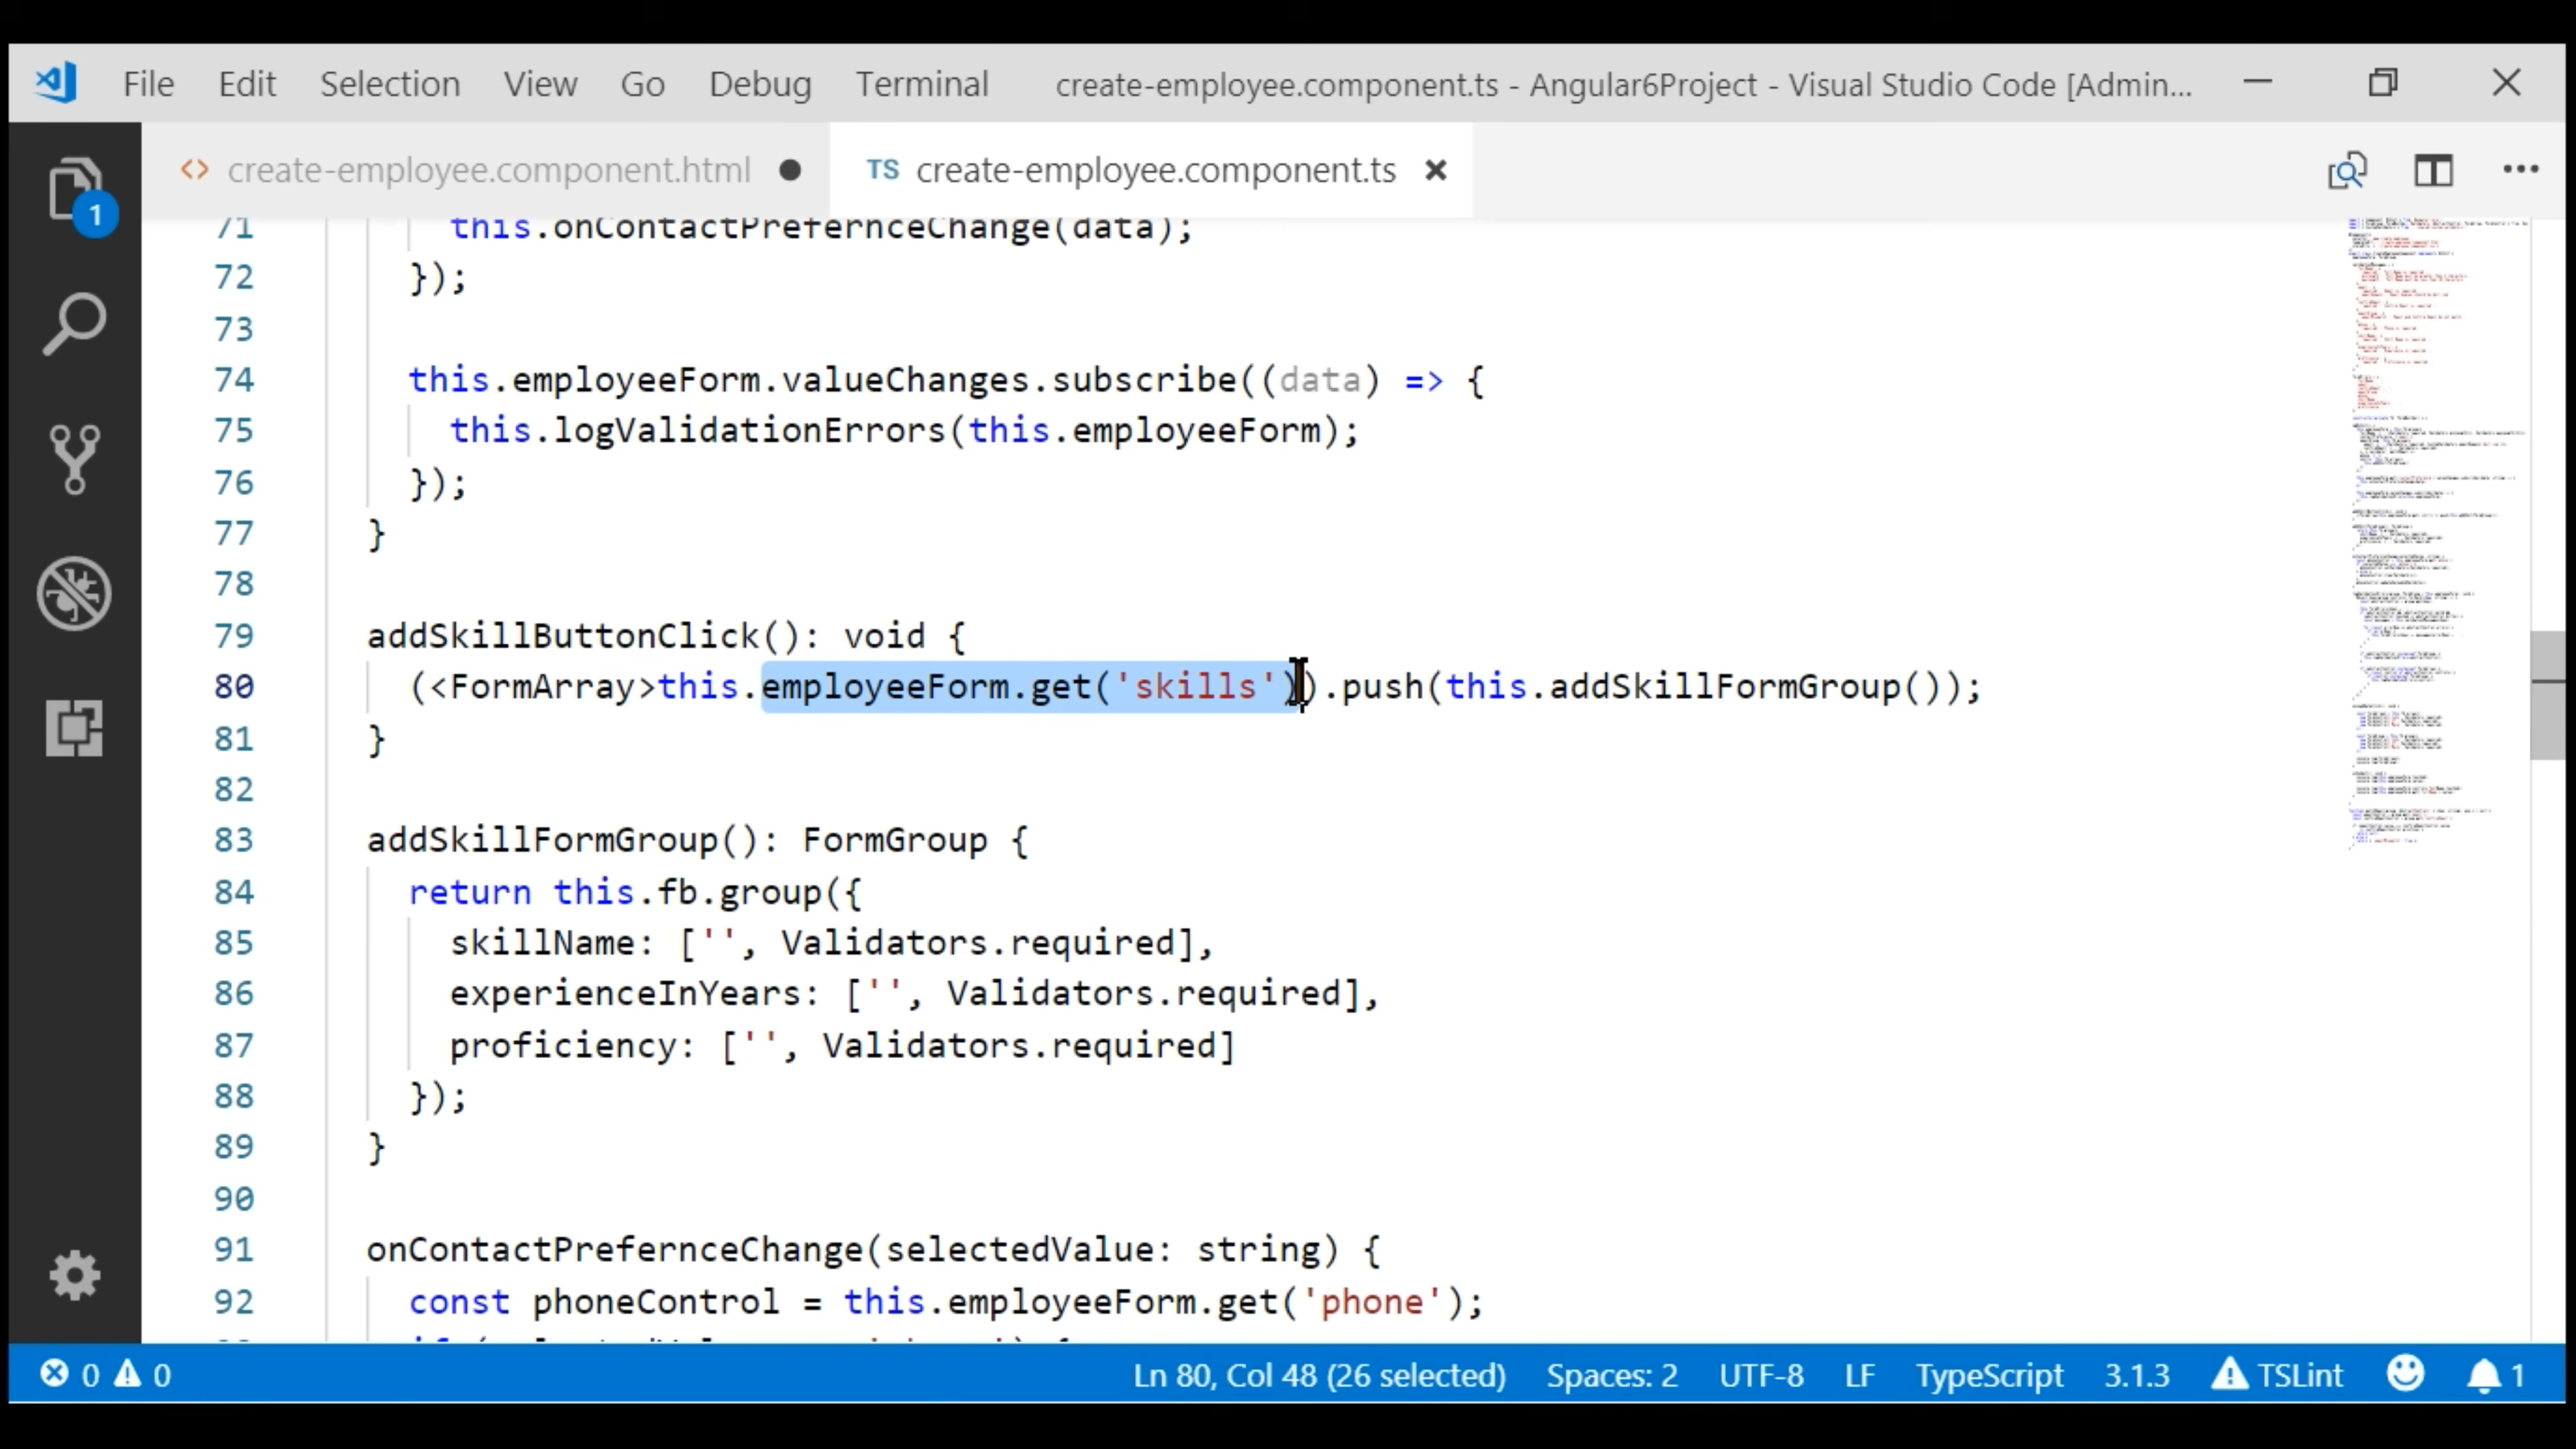 File Edit Selection View Go Debug Terminal create-employee.component.ts - Angular6Project - Visual Studio Code [Admin...
<> create-employee.component.html TS create-employee.component.ts
1
71 this.onContactPrefernceChange(data);
72 });
73
74 this.employeeForm.valueChanges.subscribe((data) => {
75 this.logValidationErrors(this.employeeForm);
76 });
77 }
78
79 addSkillButtonClick(): void {
80 (<FormArray>this.employeeForm.get('skills')).push(this.addSkillFormGroup());
81 }
82
83 addSkillFormGroup(): FormGroup {
84 return this.fb.group({
85 skillName: ['', Validators.required],
86 experienceInYears: ['', Validators.required],
87 proficiency: ['', Validators.required]
88 });
89 }
90
91 onContactPrefernceChange(selectedValue: string) {
92 const phoneControl = this.employeeForm.get('phone');
0 0 Ln 80, Col 48 (26 selected) Spaces: 2 UTF-8 LF TypeScript 3.1.3 TSLint 1